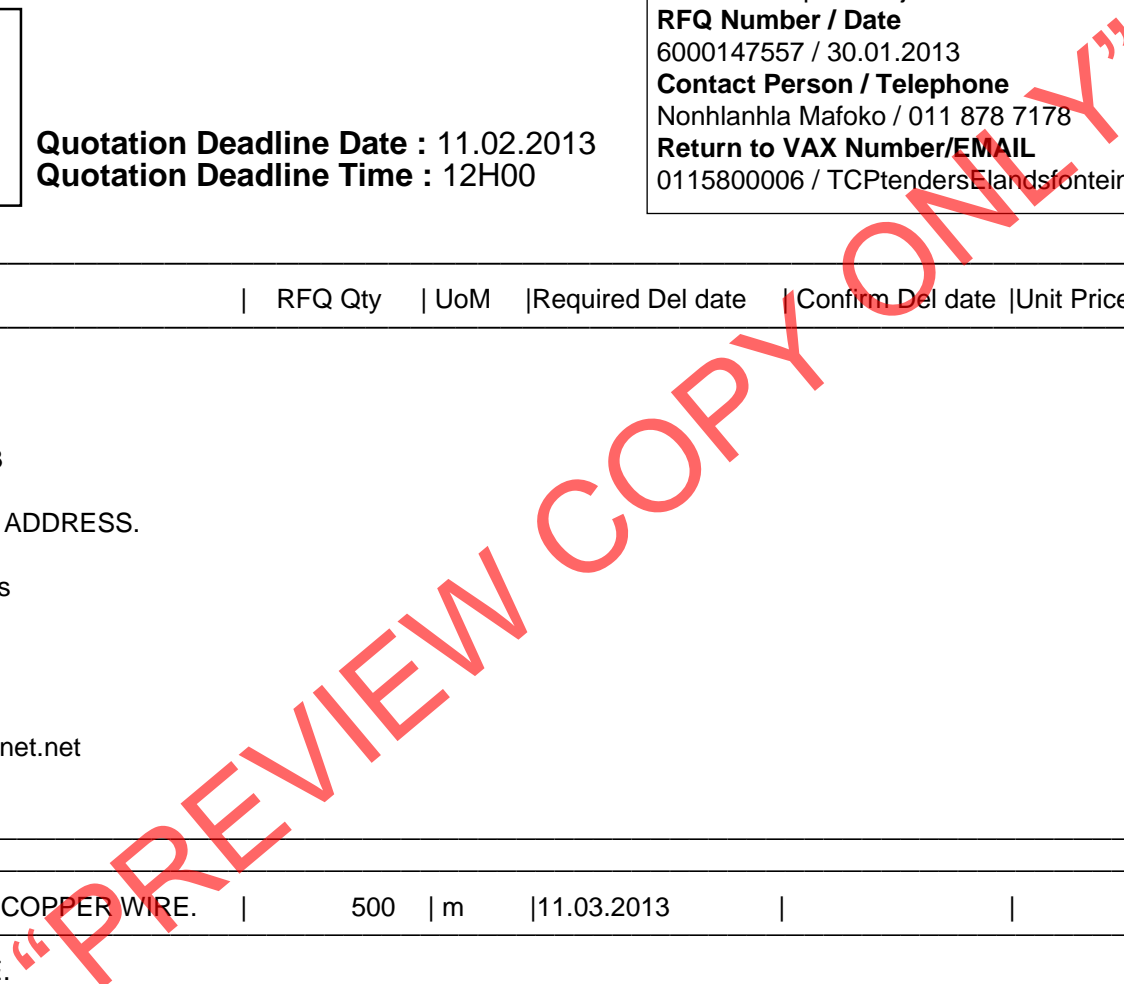 RFQ Number / Date
6000147557 / 30.01.2013
Contact Person / Telephone
Nonhlanhla Mafoko / 011 878 7178
Return to VAX Number/EMAIL
0115800006 / TCPtendersElandsfontein
Quotation Deadline Date : 11.02.2013
Quotation Deadline Time : 12H00
| RFQ Qty | UoM |Required Del date | Confirm Del date |Unit Price
ADDRESS.
s
net.net
COPPER WIRE. | 500 | m |11.03.2013 | |
“PREVIEW COPY ONLY”